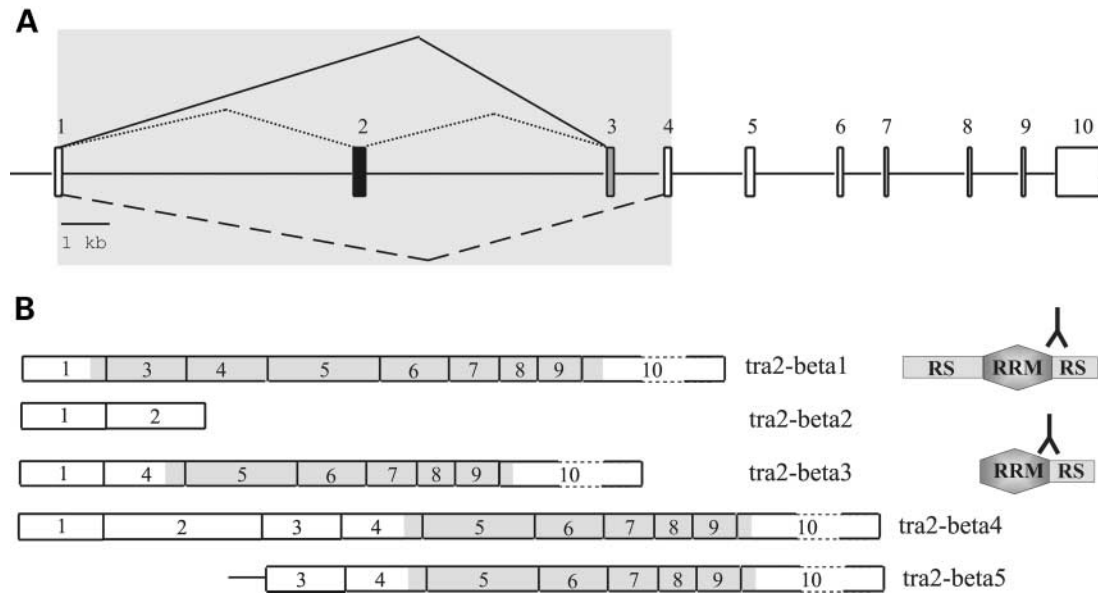 A
1 2 3 4 5 6 7 8 9 10
1 kb
B
1 3 4 5 6 7 8 9 10 tra2-beta1 RS RRM RS
1 2 tra2-beta2
1 4 5 6 7 8 9 10 tra2-beta3 RRM RS
1 2 3 4 5 6 7 8 9 10 tra2-beta4
3 4 5 6 7 8 9 10 tra2-beta5